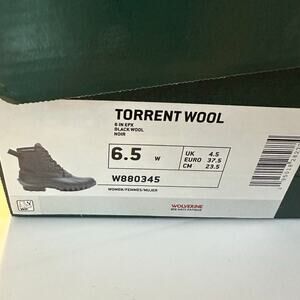 TORRENT WOOL
6 IN EPX
BLACK WOOL
NOIR
6.5 W
UK 4.5
EURO 37.5
CM 23.5
W880345
WOMEN/FEMMES/MUJER
WOLVERINE